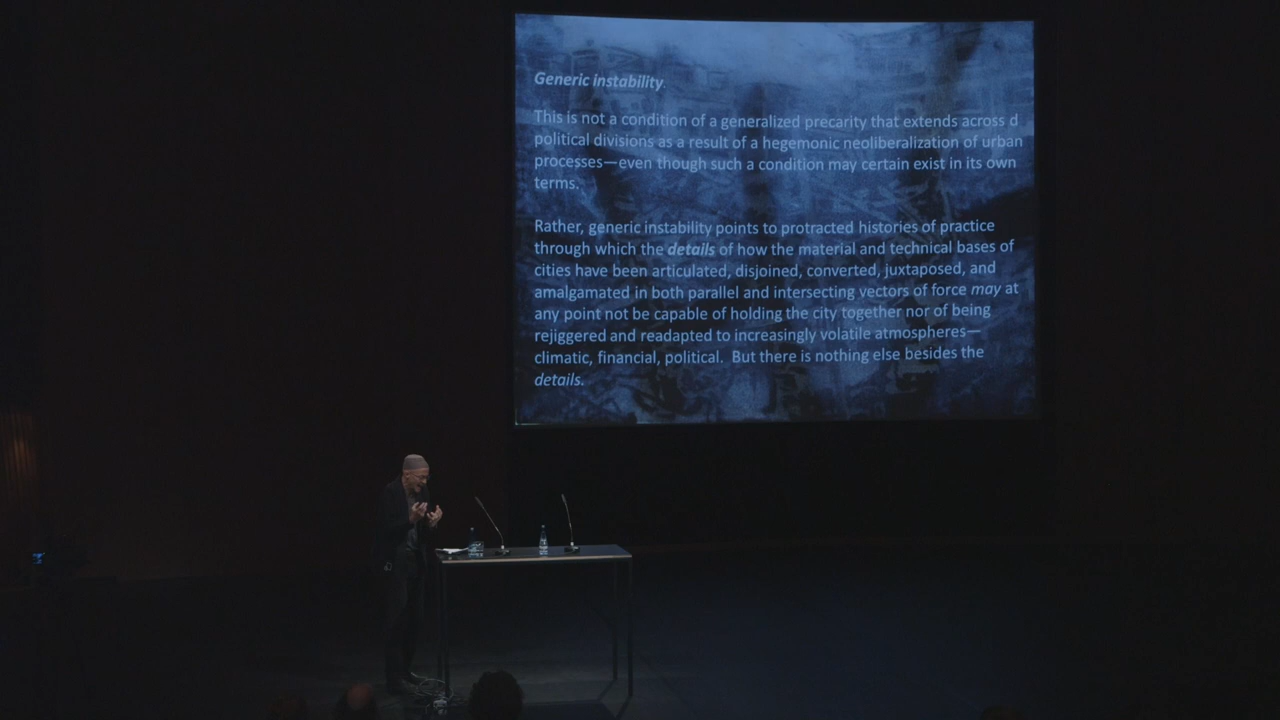 Generic instability.
This is not a condition of a generalized precarity that extends across d
political divisions as a result of a hegemonic neoliberalization of urban
processes—even though such a condition may certain exist in its own
terms.
Rather, generic instability points to protracted histories of practice
through which the details of how the material and technical bases of
cities have been articulated, disjoined, converted, juxtaposed, and
amalgamated in both parallel and intersecting vectors of force may at
any point not be capable of holding the city together nor of being
rejiggered and readapted to increasingly volatile atmospheres—
climatic, financial, political.  But there is nothing else besides the
details.